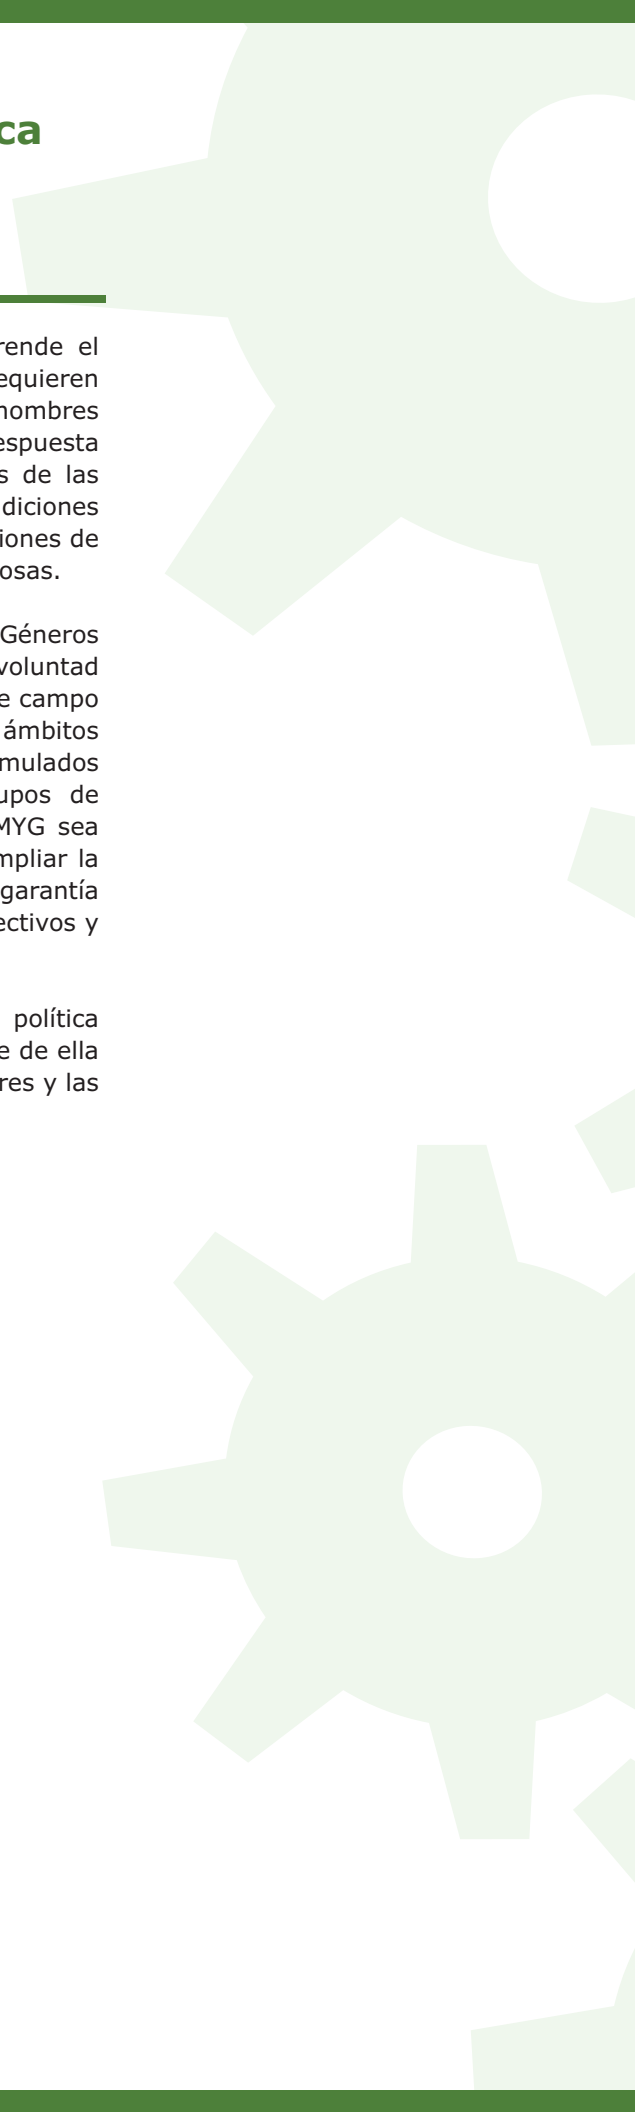 ca
rende el
equieren
hombres
espuesta
s de las
diciones
iones de
osas.
Géneros
voluntad
e campo
ámbitos
mulados
upos de
MYG sea
mpliar la
garantía
ectivos y
política
e de ella
res y las